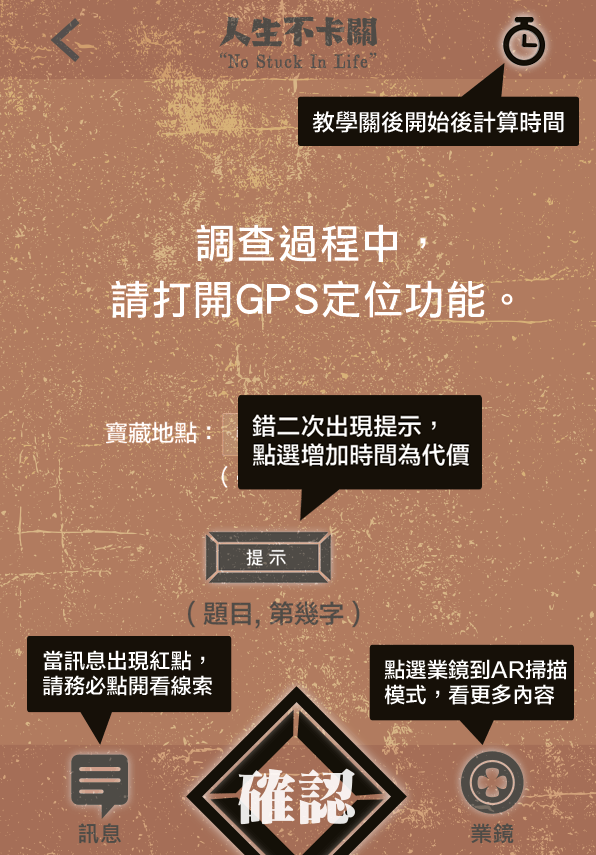 人生不卡關
“No Stuck In Life”
教學關後開始後計算時間
調查過程中，
請打開GPS定位功能。
寶藏地點：
錯二次出現提示，
點選增加時間為代價
(
提示
( 題目, 第幾字 )
當訊息出現紅點，
請務必點開看線索
點選業鏡到AR掃描
模式，看更多內容
確認
訊息
業鏡